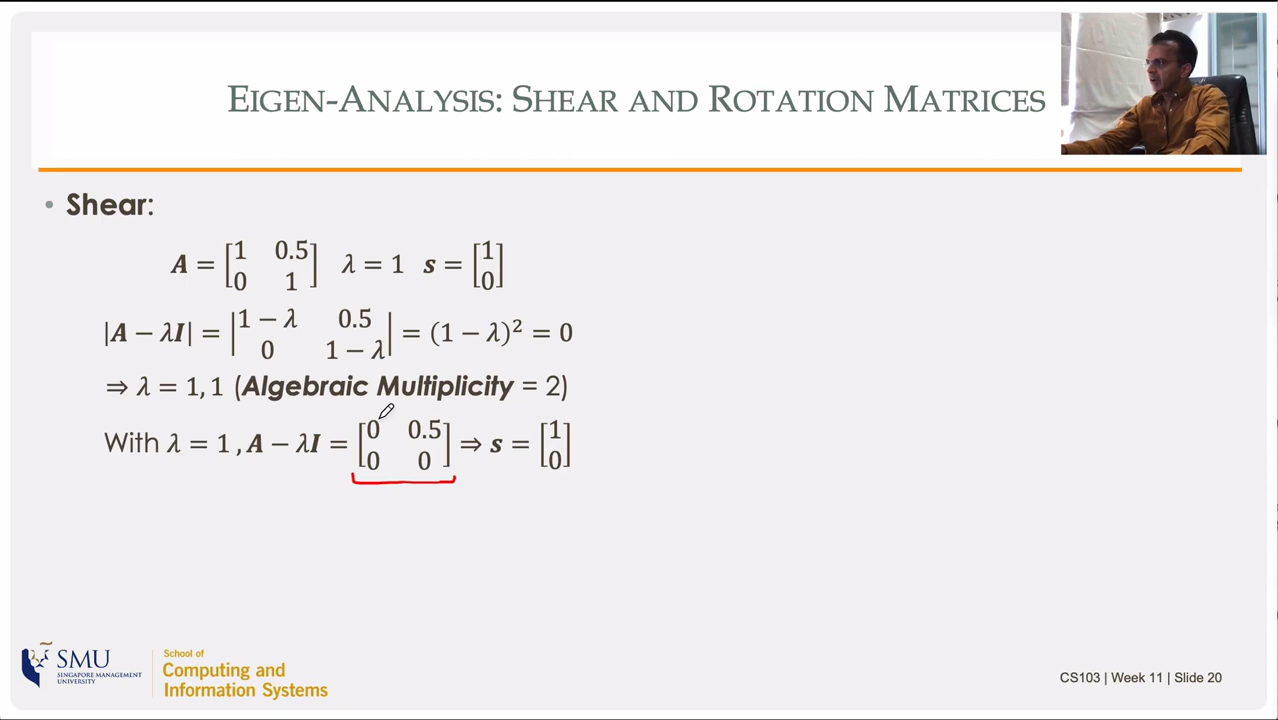 EIGEN-ANALYSIS: SHEAR AND ROTATION MATRICES
• Shear:
A = [1 0.5; 0 1] λ = 1 s = [1; 0]
|A − λI| = |1 − λ 0.5; 0 1 − λ| = (1 − λ)² = 0
⇒ λ = 1, 1 (Algebraic Multiplicity = 2)
With λ = 1 , A − λI = [0 0.5; 0 0] ⇒ s = [1; 0]
SMU
SINGAPORE MANAGEMENT
UNIVERSITY
School of
Computing and
Information Systems
CS103 | Week 11 | Slide 20